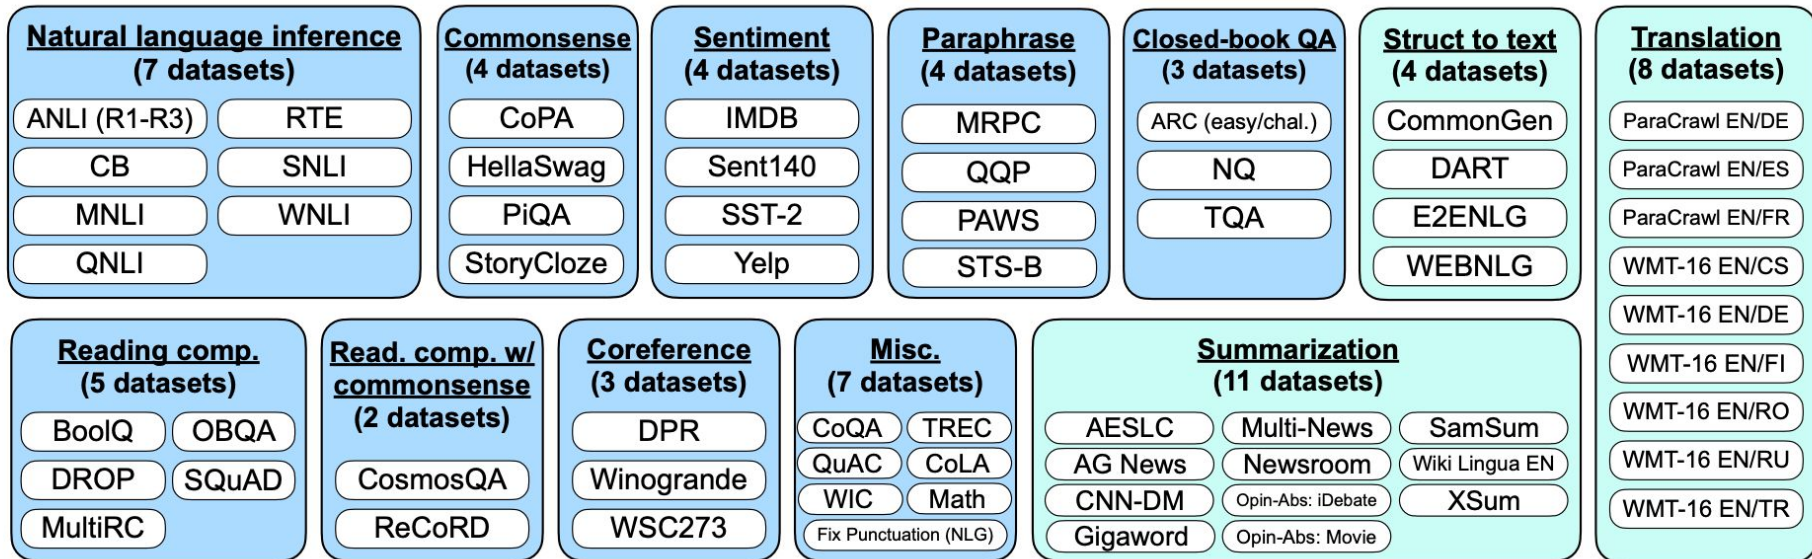 Natural language inference
(7 datasets)
ANLI (R1-R3)
RTE
CB
SNLI
MNLI
WNLI
QNLI
Commonsense
(4 datasets)
CoPA
HellaSwag
PiQA
StoryCloze
Sentiment
(4 datasets)
IMDB
Sent140
SST-2
Yelp
Paraphrase
(4 datasets)
MRPC
QQP
PAWS
STS-B
Closed-book QA
(3 datasets)
ARC (easy/chal.)
NQ
TQA
Struct to text
(4 datasets)
CommonGen
DART
E2ENLG
WEBNLG
Translation
(8 datasets)
ParaCrawl EN/DE
ParaCrawl EN/ES
ParaCrawl EN/FR
WMT-16 EN/CS
WMT-16 EN/DE
WMT-16 EN/FI
WMT-16 EN/RO
WMT-16 EN/RU
WMT-16 EN/TR
Reading comp.
(5 datasets)
BoolQ
OBQA
DROP
SQuAD
MultiRC
Read. comp. w/
commonsense
(2 datasets)
CosmosQA
ReCoRD
Coreference
(3 datasets)
DPR
Winogrande
WSC273
Misc.
(7 datasets)
CoQA
TREC
QuAC
CoLA
WIC
Math
Fix Punctuation (NLG)
Summarization
(11 datasets)
AESLC
Multi-News
SamSum
AG News
Newsroom
Wiki Lingua EN
CNN-DM
Opin-Abs: iDebate
XSum
Gigaword
Opin-Abs: Movie